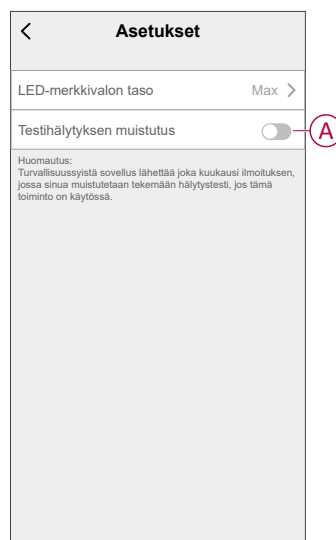 Asetukset
LED-merkkivalon taso Max
Testihälytyksen muistutus A
Huomautus:
Turvallisuussyistä sovellus lähettää joka kuukausi ilmoituksen,
jossa sinua muistutetaan tekemään hälytystesti, jos tämä
toiminto on käytössä.